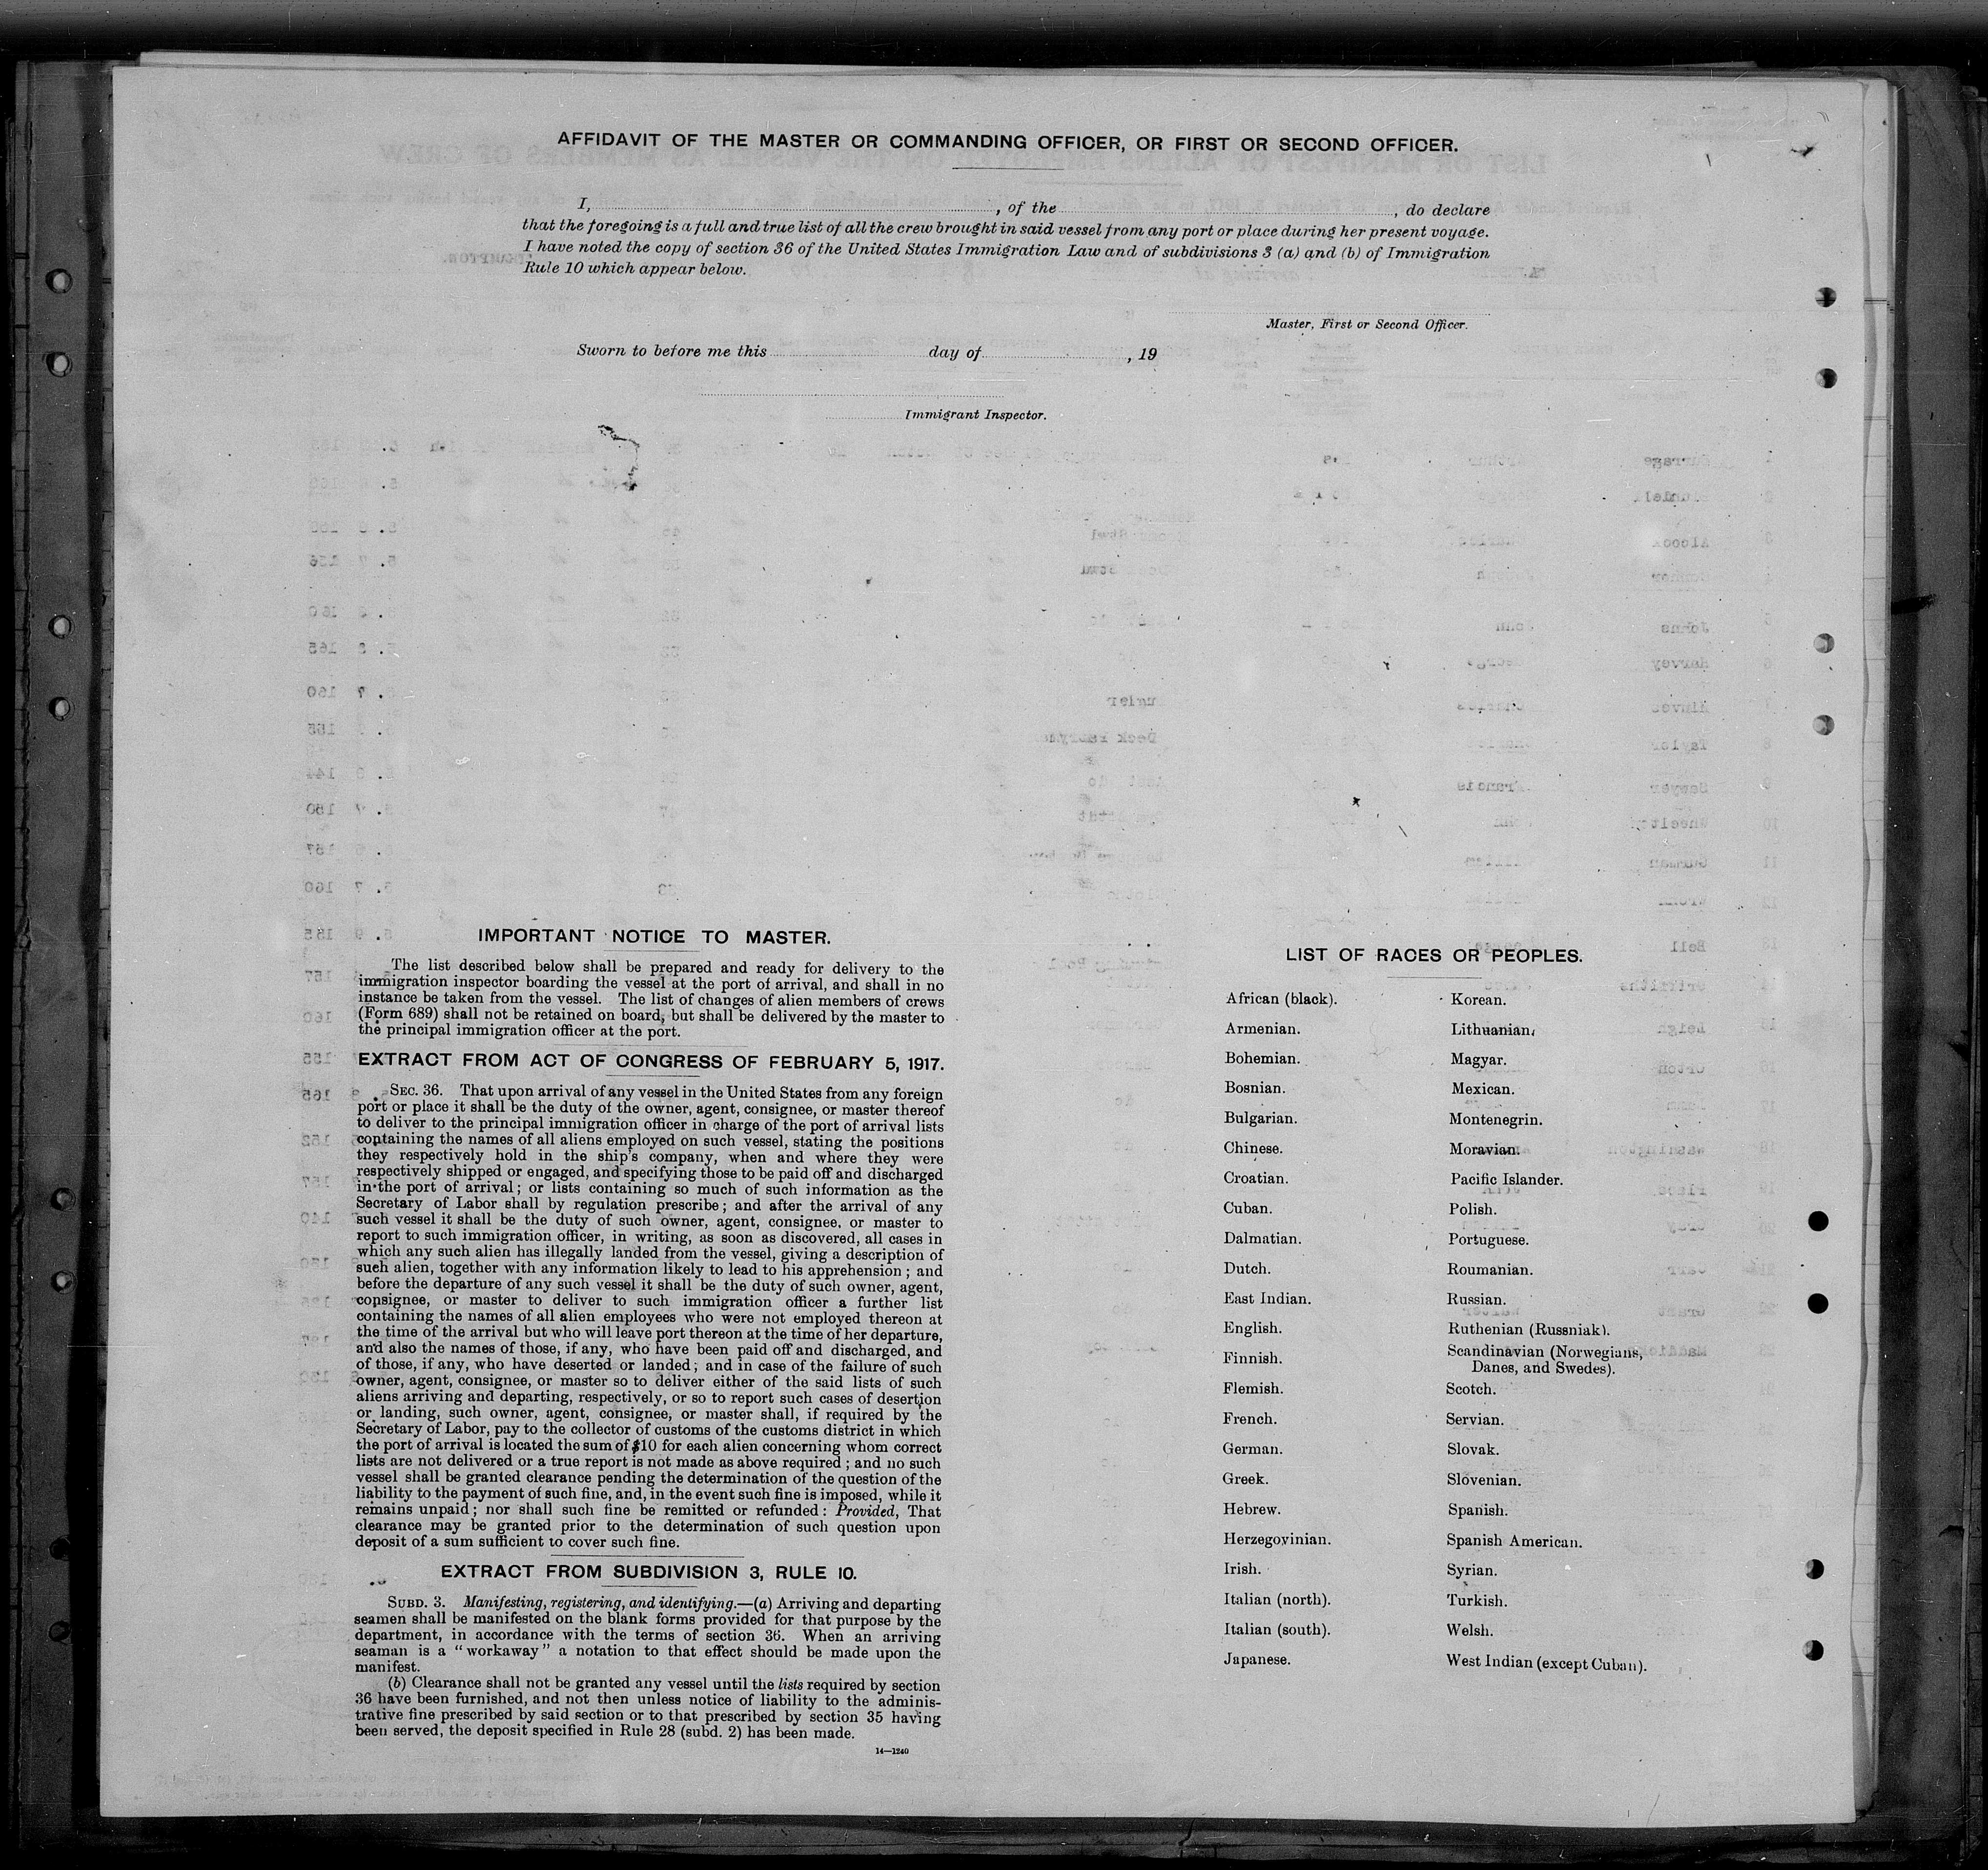 AFFIDAVIT OF THE MASTER OR COMMANDING OFFICER, OR FIRST OR SECOND OFFICER.
I, , of the , do declare
that the foregoing is a full and true list of all the crew brought in said vessel from any port or place during her present voyage.
I have noted the copy of section 36 of the United States Immigration Law and of subdivisions 3 (a) and (b) of Immigration
Rule 10 which appear below.
Master, First or Second Officer.
Sworn to before me this day of , 19
Immigrant Inspector.
IMPORTANT NOTICE TO MASTER.
The list described below shall be prepared and ready for delivery to the
immigration inspector boarding the vessel at the port of arrival, and shall in no
instance be taken from the vessel. The list of changes of alien members of crews
(Form 689) shall not be retained on board, but shall be delivered by the master to
the principal immigration officer at the port.
EXTRACT FROM ACT OF CONGRESS OF FEBRUARY 5, 1917.
SEC. 36. That upon arrival of any vessel in the United States from any foreign
port or place it shall be the duty of the owner, agent, consignee, or master thereof
to deliver to the principal immigration officer in charge of the port of arrival lists
containing the names of all aliens employed on such vessel, stating the positions
they respectively hold in the ship's company, when and where they were
respectively shipped or engaged, and specifying those to be paid off and discharged
in the port of arrival; or lists containing so much of such information as the
Secretary of Labor shall by regulation prescribe; and after the arrival of any
such vessel it shall be the duty of such owner, agent, consignee, or master to
report to such immigration officer, in writing, as soon as discovered, all cases in
which any such alien has illegally landed from the vessel, giving a description of
such alien, together with any information likely to lead to his apprehension; and
before the departure of any such vessel it shall be the duty of such owner, agent,
consignee, or master to deliver to such immigration officer a further list
containing the names of all alien employees who were not employed thereon at
the time of the arrival but who will leave port thereon at the time of her departure,
and also the names of those, if any, who have been paid off and discharged, and
of those, if any, who have deserted or landed; and in case of the failure of such
owner, agent, consignee, or master so to deliver either of the said lists of such
aliens arriving and departing, respectively, or so to report such cases of desertion
or landing, such owner, agent, consignee, or master shall, if required by the
Secretary of Labor, pay to the collector of customs of the customs district in which
the port of arrival is located the sum of $10 for each alien concerning whom correct
lists are not delivered or a true report is not made as above required; and no such
vessel shall be granted clearance pending the determination of the question of the
liability to the payment of such fine, and, in the event such fine is imposed, while it
remains unpaid; nor shall such fine be remitted or refunded: Provided, That
clearance may be granted prior to the determination of such question upon
deposit of a sum sufficient to cover such fine.
EXTRACT FROM SUBDIVISION 3, RULE 10.
SUBD. 3. Manifesting, registering, and identifying.—(a) Arriving and departing
seamen shall be manifested on the blank forms provided for that purpose by the
department, in accordance with the terms of section 36. When an arriving
seaman is a "workaway" a notation to that effect should be made upon the
manifest.
(b) Clearance shall not be granted any vessel until the lists required by section
36 have been furnished, and not then unless notice of liability to the adminis-
trative fine prescribed by said section or to that prescribed by section 35 having
been served, the deposit specified in Rule 28 (subd. 2) has been made.
14—1240
LIST OF RACES OR PEOPLES.
African (black).
Armenian.
Bohemian.
Bosnian.
Bulgarian.
Chinese.
Croatian.
Cuban.
Dalmatian.
Dutch.
East Indian.
English.
Finnish.
Flemish.
French.
German.
Greek.
Hebrew.
Herzegovinian.
Irish.
Italian (north).
Italian (south).
Japanese.
Korean.
Lithuanian.
Magyar.
Mexican.
Montenegrin.
Moravian.
Pacific Islander.
Polish.
Portuguese.
Roumanian.
Russian.
Ruthenian (Russniak).
Scandinavian (Norwegians,
Danes, and Swedes).
Scotch.
Servian.
Slovak.
Slovenian.
Spanish.
Spanish American.
Syrian.
Turkish.
Welsh.
West Indian (except Cuban).